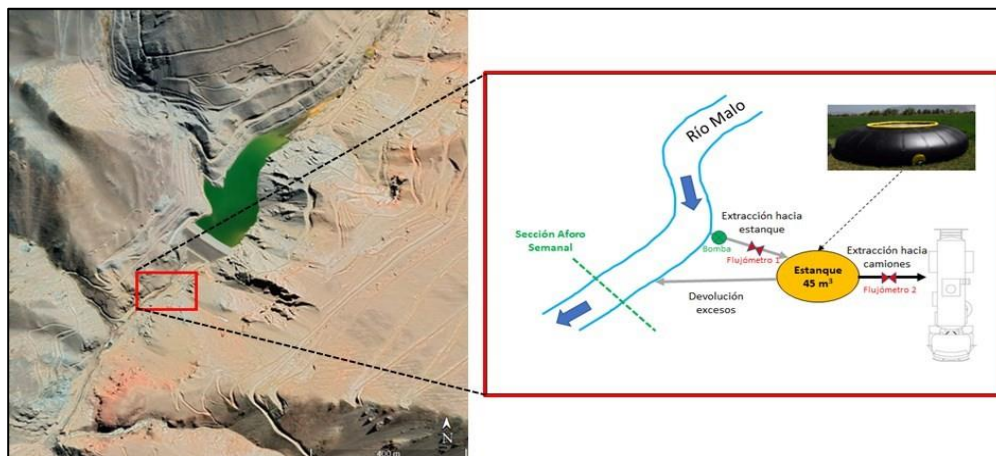 Río Malo
Sección Aforo
Semanal
Bomba
Extracción hacia
estanque
Flujómetro 1
Estanque
45 m³
Extracción hacia
camiones
Flujómetro 2
Devolución
excesos
N
400 m